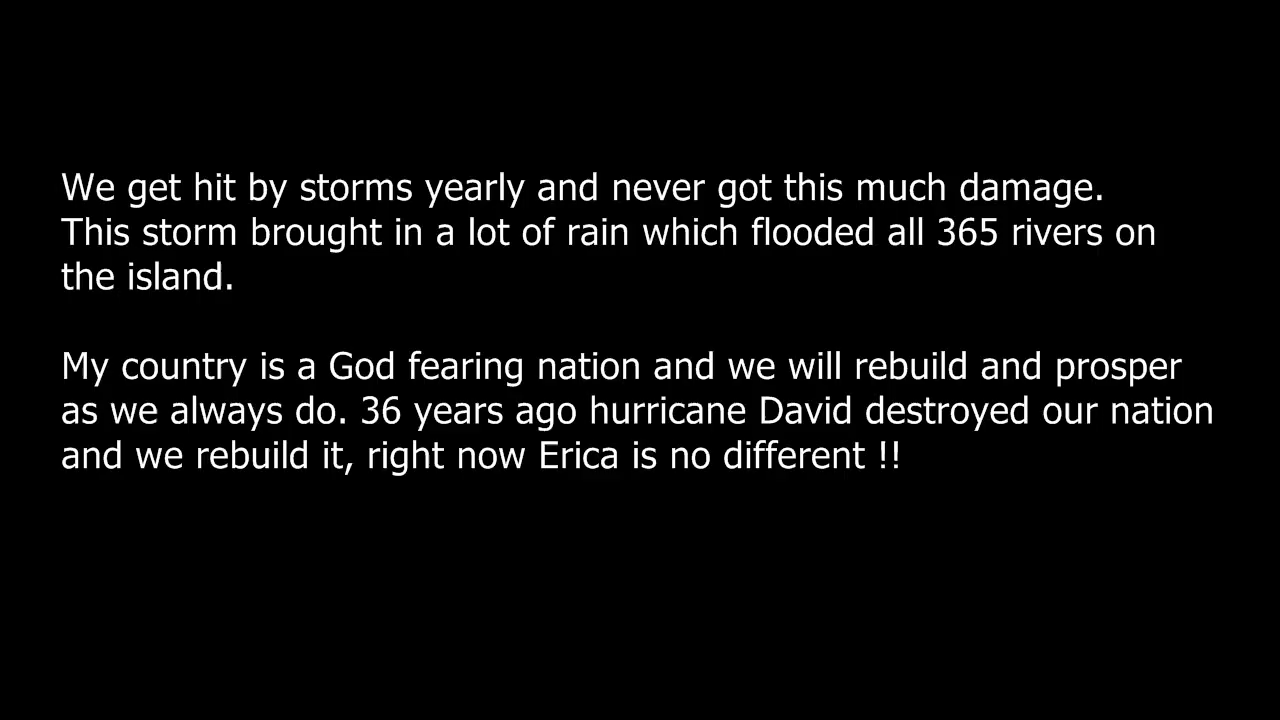 We get hit by storms yearly and never got this much damage.
This storm brought in a lot of rain which flooded all 365 rivers on
the island.
My country is a God fearing nation and we will rebuild and prosper
as we always do. 36 years ago hurricane David destroyed our nation
and we rebuild it, right now Erica is no different !!